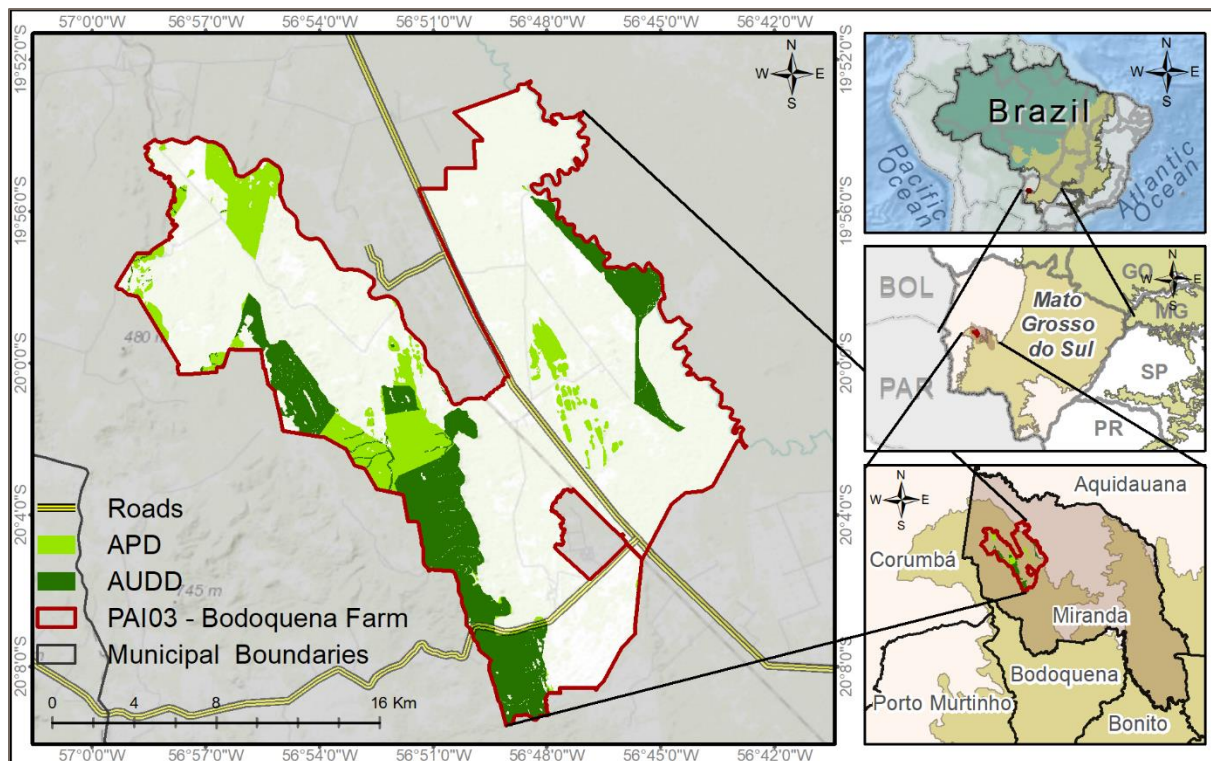 57°0'0"W 56°57'0"W 56°54'0"W 56°51'0"W 56°48'0"W 56°45'0"W 56°42'0"W
19°52'0"S
19°56'0"S
20°0'0"S
20°4'0"S
20°8'0"S
N
W E
S
480 m
745 m
Roads
APD
AUDD
PAI03 - Bodoquena Farm
Municipal Boundaries
0 4 8 16 Km
19°52'0"S
19°56'0"S
20°0'0"S
20°4'0"S
20°8'0"S
57°0'0"W 56°57'0"W 56°54'0"W 56°51'0"W 56°48'0"W 56°45'0"W 56°42'0"W
N
W E
S
Brazil
Pacific
Ocean
Atlantic
Ocean
N
W E
S
BOL
GO
MG
Mato
Grosso
do Sul
PAR
SP
PR
N
W E
S
Aquidauana
Corumbá
Miranda
Bodoquena
Porto Murtinho
Bonito